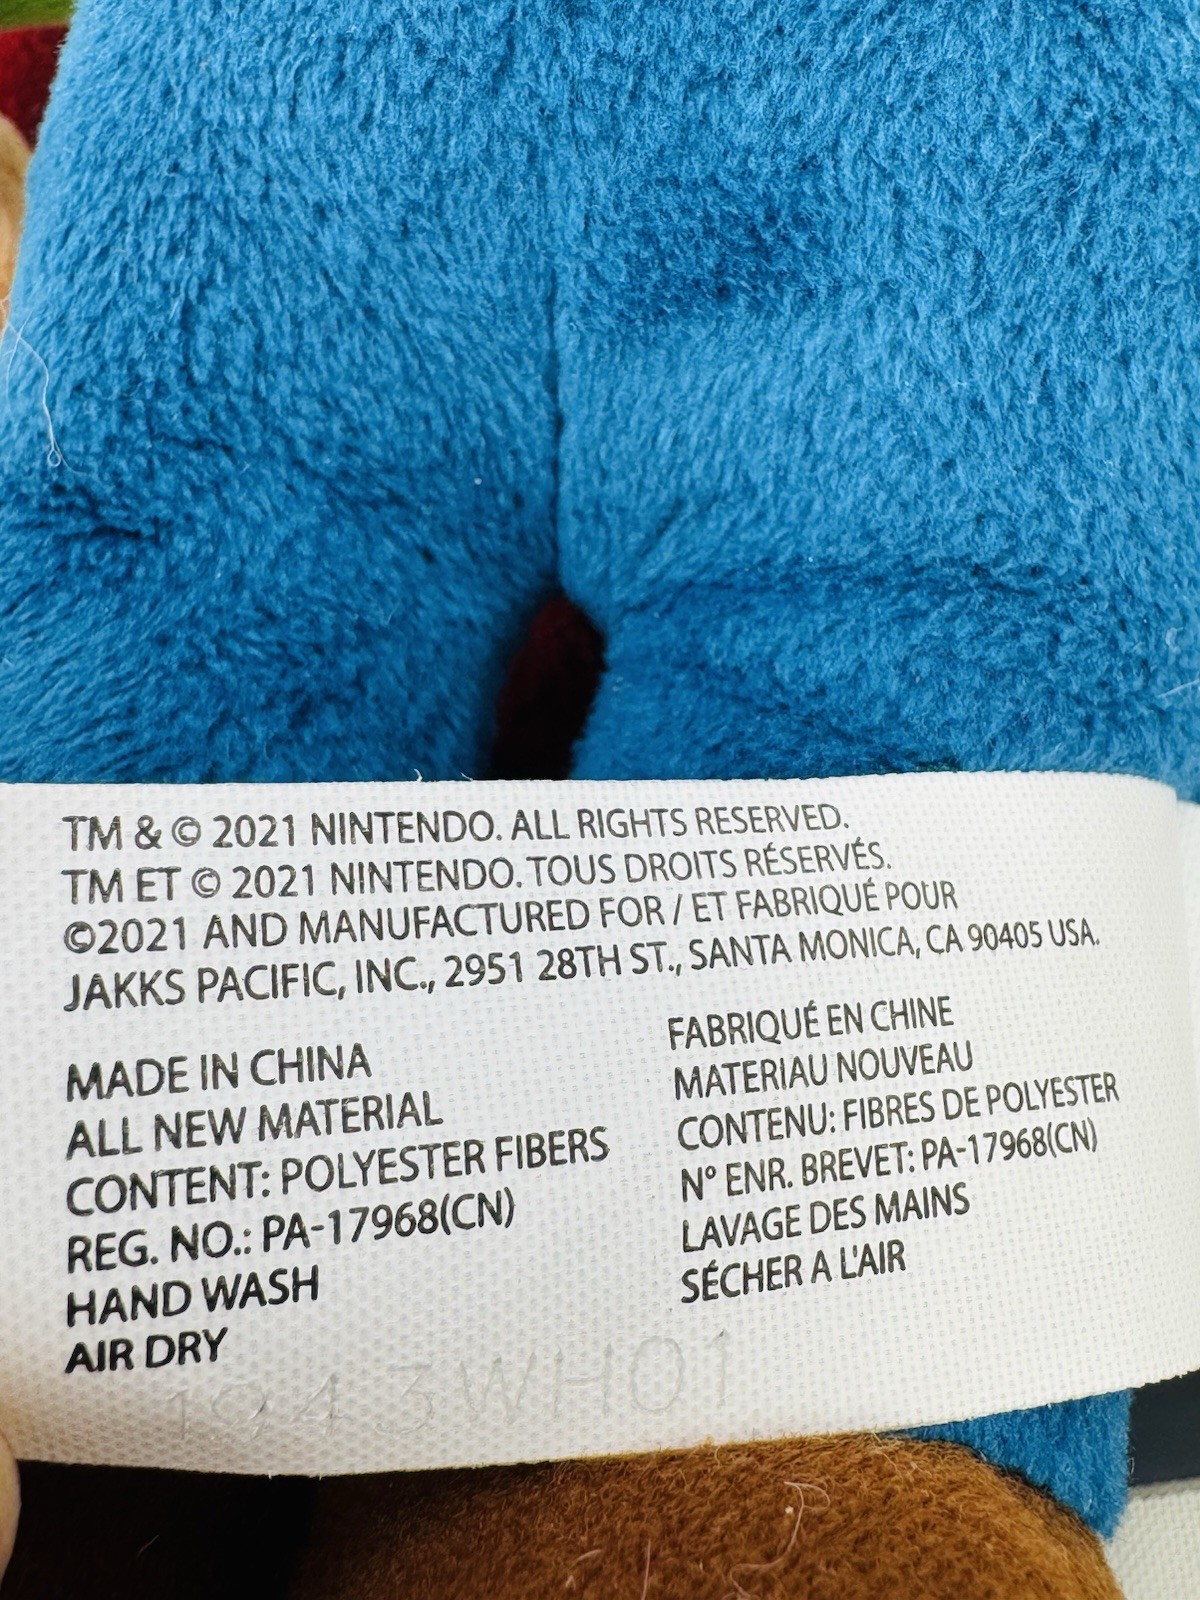 TM & © 2021 NINTENDO. ALL RIGHTS RESERVED.
TM ET © 2021 NINTENDO. TOUS DROITS RÉSERVÉS.
©2021 AND MANUFACTURED FOR / ET FABRIQUÉ POUR
JAKKS PACIFIC, INC., 2951 28TH ST., SANTA MONICA, CA 90405 USA.
MADE IN CHINA
ALL NEW MATERIAL
CONTENT: POLYESTER FIBERS
REG. NO.: PA-17968(CN)
HAND WASH
AIR DRY
FABRIQUÉ EN CHINE
MATERIAU NOUVEAU
CONTENU: FIBRES DE POLYESTER
N° ENR. BREVET: PA-17968(CN)
LAVAGE DES MAINS
SÉCHER A L'AIR
1943WH01